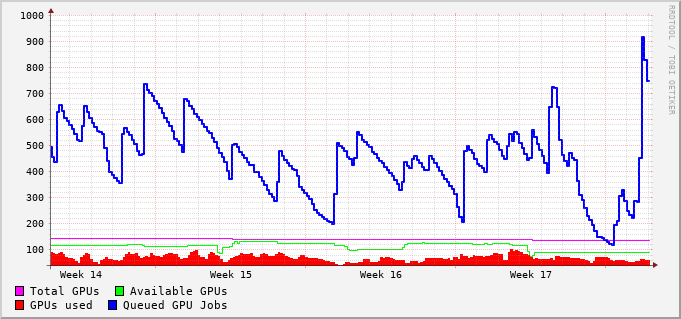 1000
900
800
700
600
500
400
300
200
100
Week 14 Week 15 Week 16 Week 17
Total GPUs Available GPUs
GPUs used Queued GPU Jobs
RRDTOOL / TOBI OETIKER